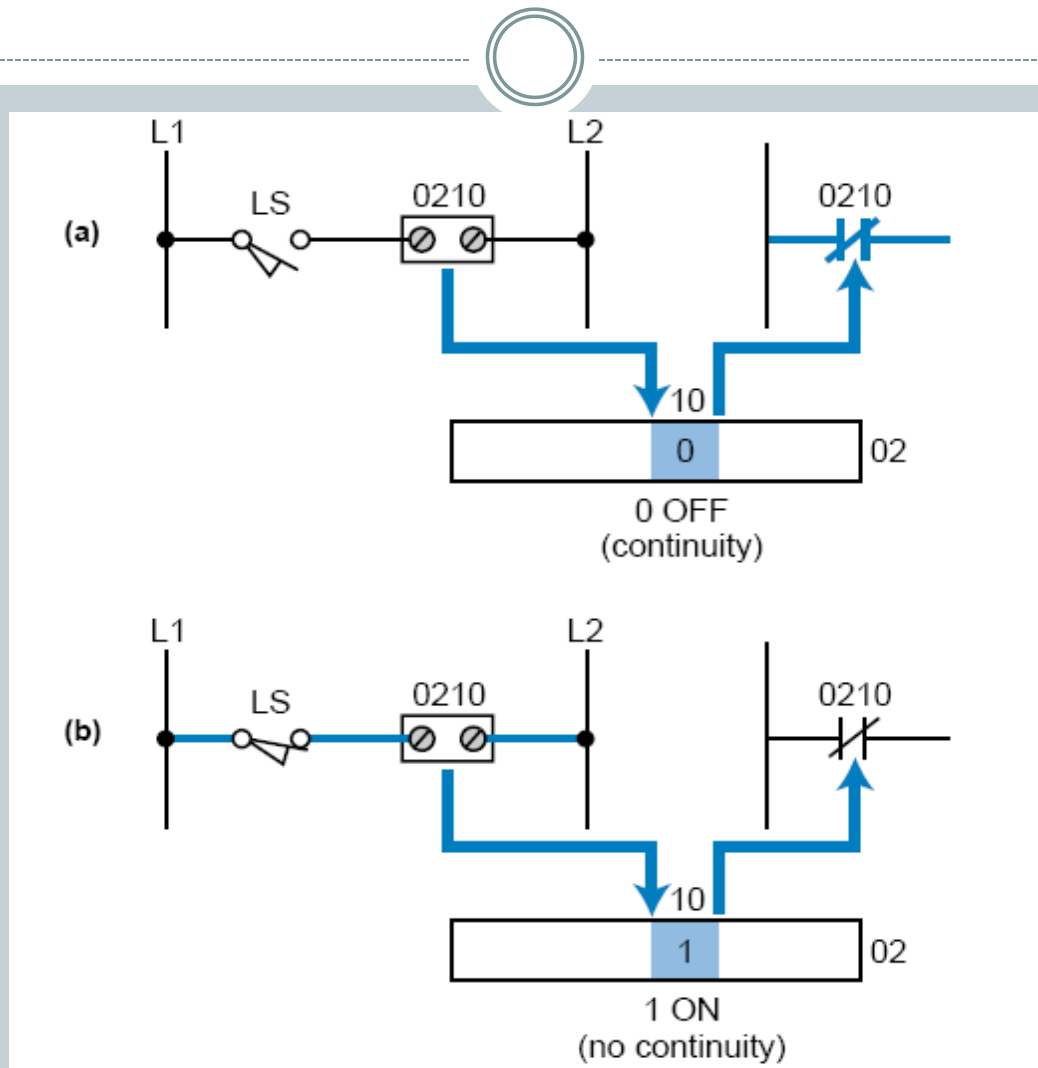 L1 L2
LS 0210 0210
(a)
10
0 02
0 OFF
(continuity)
L1 L2
LS 0210 0210
(b)
10
1 02
1 ON
(no continuity)